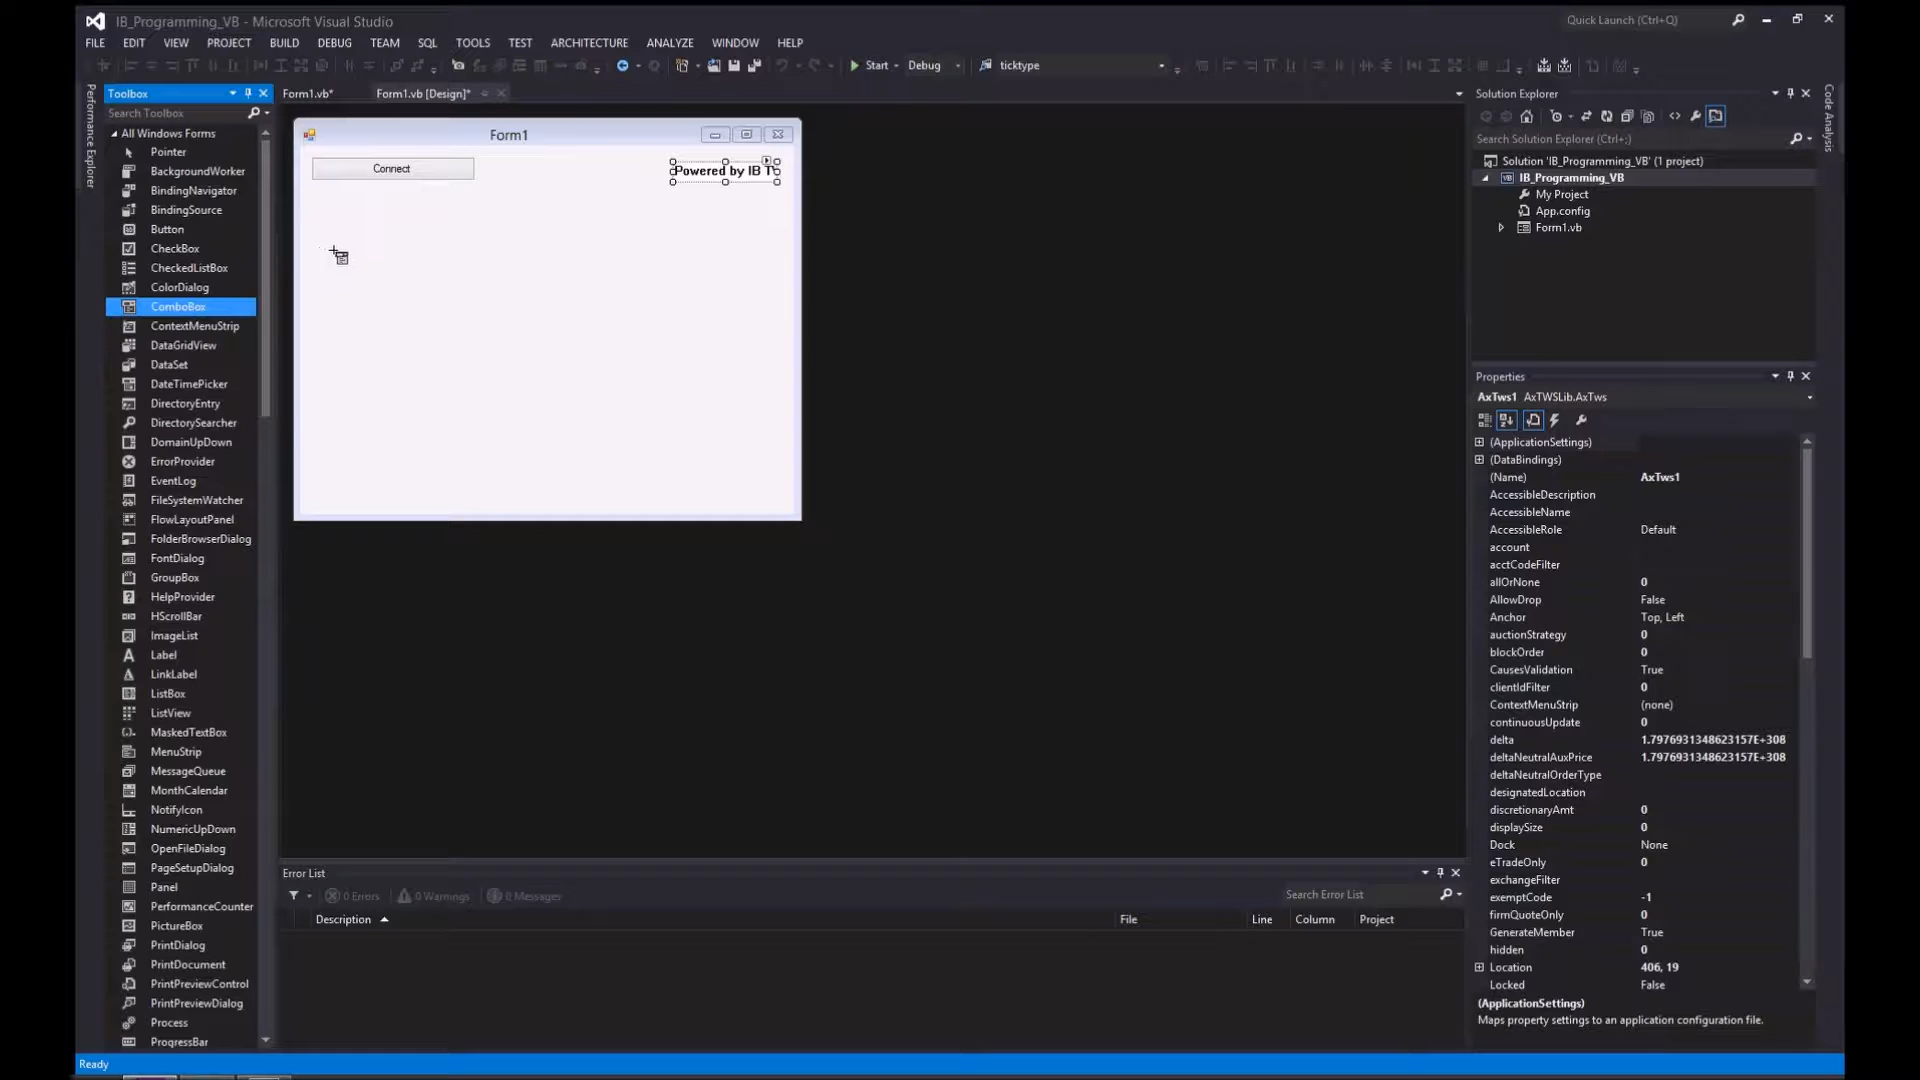 IB_Programming_VB - Microsoft Visual Studio
Quick Launch (Ctrl+Q)
FILE EDIT VIEW PROJECT BUILD DEBUG TEAM SQL TOOLS TEST ARCHITECTURE ANALYZE WINDOW HELP
Start Debug ticktype
Performance Explorer
Toolbox
Search Toolbox
All Windows Forms
Pointer
BackgroundWorker
BindingNavigator
BindingSource
Button
CheckBox
CheckedListBox
ColorDialog
ComboBox
ContextMenuStrip
DataGridView
DataSet
DateTimePicker
DirectoryEntry
DirectorySearcher
DomainUpDown
ErrorProvider
EventLog
FileSystemWatcher
FlowLayoutPanel
FolderBrowserDialog
FontDialog
GroupBox
HelpProvider
HScrollBar
ImageList
Label
LinkLabel
ListBox
ListView
MaskedTextBox
MenuStrip
MessageQueue
MonthCalendar
NotifyIcon
NumericUpDown
OpenFileDialog
PageSetupDialog
Panel
PerformanceCounter
PictureBox
PrintDialog
PrintDocument
PrintPreviewControl
PrintPreviewDialog
Process
ProgressBar
Form1.vb* Form1.vb [Design]*
Form1
Connect
Powered by IB T
Error List
0 Errors 0 Warnings 0 Messages
Search Error List
Description File Line Column Project
Solution Explorer
Search Solution Explorer (Ctrl+;)
Solution 'IB_Programming_VB' (1 project)
IB_Programming_VB
My Project
App.config
Form1.vb
Code Analysis
Properties
AxTws1 AxTWSLib.AxTws
(ApplicationSettings)
(DataBindings)
(Name) AxTws1
AccessibleDescription
AccessibleName
AccessibleRole Default
account
acctCodeFilter
allOrNone 0
AllowDrop False
Anchor Top, Left
auctionStrategy 0
blockOrder 0
CausesValidation True
clientIdFilter 0
ContextMenuStrip (none)
continuousUpdate 0
delta 1.7976931348623157E+308
deltaNeutralAuxPrice 1.7976931348623157E+308
deltaNeutralOrderType
designatedLocation
discretionaryAmt 0
displaySize 0
Dock None
eTradeOnly 0
exchangeFilter
exemptCode -1
firmQuoteOnly 0
GenerateMember True
hidden 0
Location 406, 19
Locked False
(ApplicationSettings)
Maps property settings to an application configuration file.
Ready